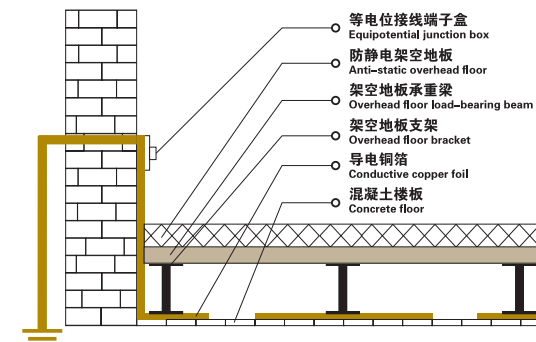 等电位接线端子盒
Equipotential junction box
防静电架空地板
Anti-static overhead floor
架空地板承重梁
Overhead floor load-bearing beam
架空地板支架
Overhead floor bracket
导电铜箔
Conductive copper foil
混凝土楼板
Concrete floor